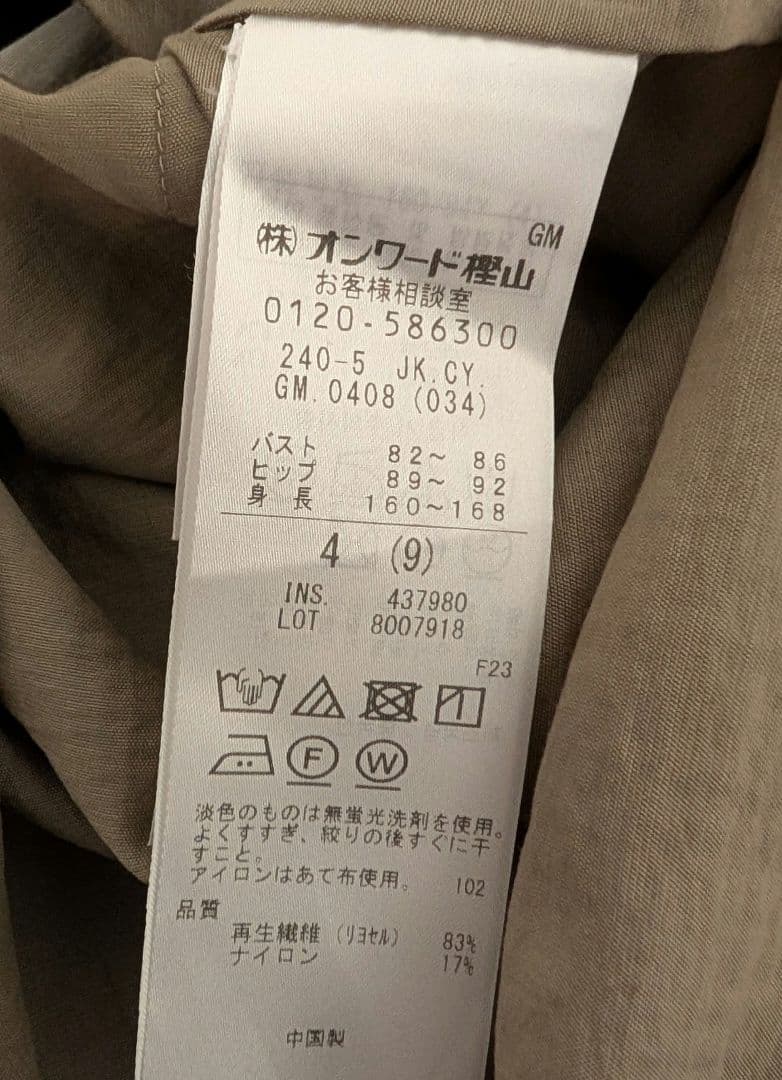 GM
(株)オンワード樫山
お客様相談室
0120-586300
240-5 JK.CY.
GM.0408(034)
バスト 82～ 86
ヒップ 89～ 92
身長 160～168
4 (9)
INS. 437980
LOT 8007918
F23
F W
淡色のものは無蛍光洗剤を使用。
よくすすぎ、絞りの後すぐに干
すこと。
アイロンはあて布使用。 102
品質
再生繊維(リヨセル) 83%
ナイロン 17%
中国製